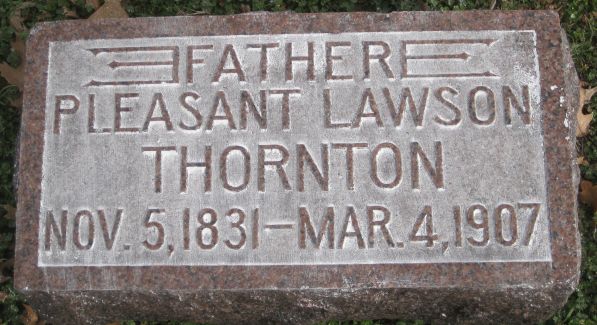 FATHER
PLEASANT LAWSON
THORNTON
NOV. 5, 1831 — MAR. 4, 1907